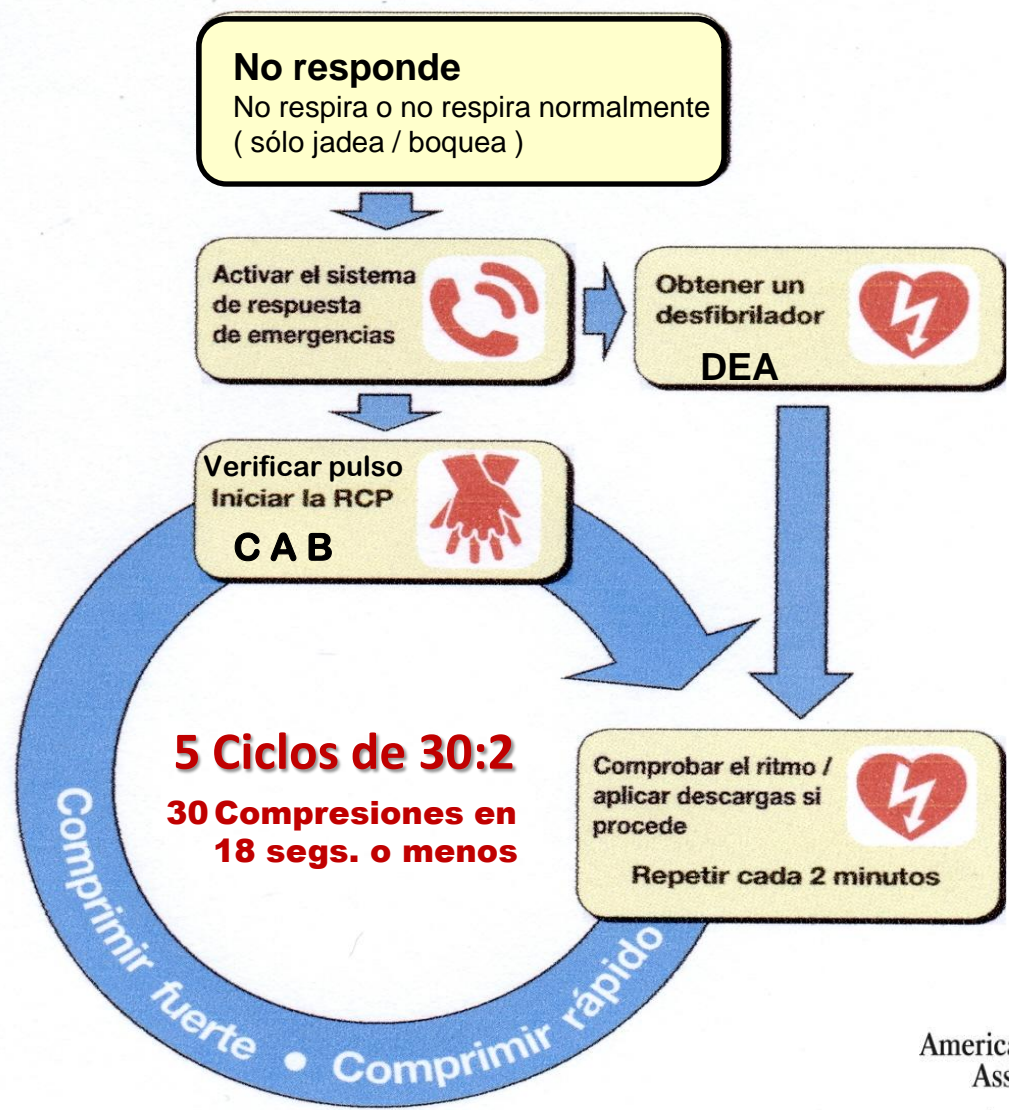 No responde
No respira o no respira normalmente
( sólo jadea / boquea )
Activar el sistema
de respuesta
de emergencias
Obtener un
desfibrilador
DEA
Verificar pulso
Iniciar la RCP
C A B
5 Ciclos de 30:2
30 Compresiones en
18 segs. o menos
Comprobar el ritmo /
aplicar descargas si
procede
Repetir cada 2 minutos
Comprimir fuerte • Comprimir rápido
America
Ass